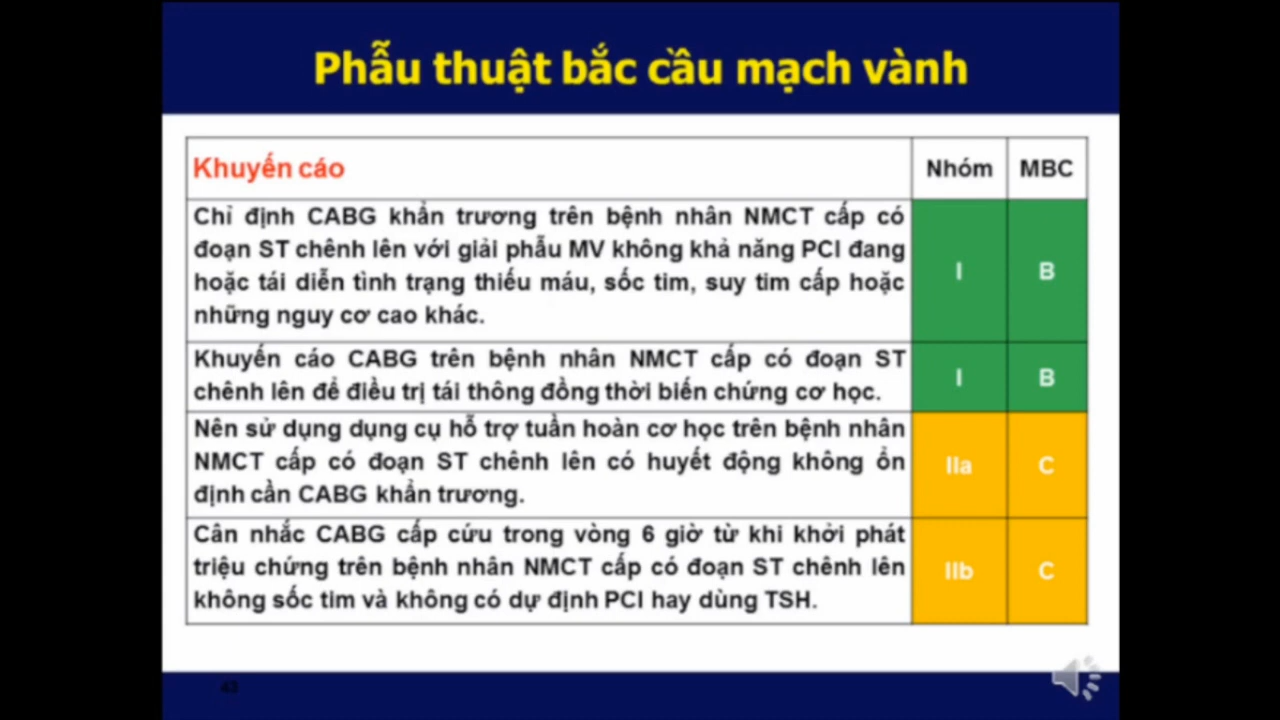 Phẫu thuật bắc cầu mạch vành
Khuyến cáo Nhóm MBC
Chỉ định CABG khẩn trương trên bệnh nhân NMCT cấp có
đoạn ST chênh lên với giải phẫu MV không khả năng PCI đang
hoặc tái diễn tình trạng thiếu máu, sốc tim, suy tim cấp hoặc
những nguy cơ cao khác.
I B
Khuyến cáo CABG trên bệnh nhân NMCT cấp có đoạn ST
chênh lên để điều trị tái thông đồng thời biến chứng cơ học.
I B
Nên sử dụng dụng cụ hỗ trợ tuần hoàn cơ học trên bệnh nhân
NMCT cấp có đoạn ST chênh lên có huyết động không ổn
định cần CABG khẩn trương.
IIa C
Cân nhắc CABG cấp cứu trong vòng 6 giờ từ khi khởi phát
triệu chứng trên bệnh nhân NMCT cấp có đoạn ST chênh lên
không sốc tim và không có dự định PCI hay dùng TSH.
IIb C
43